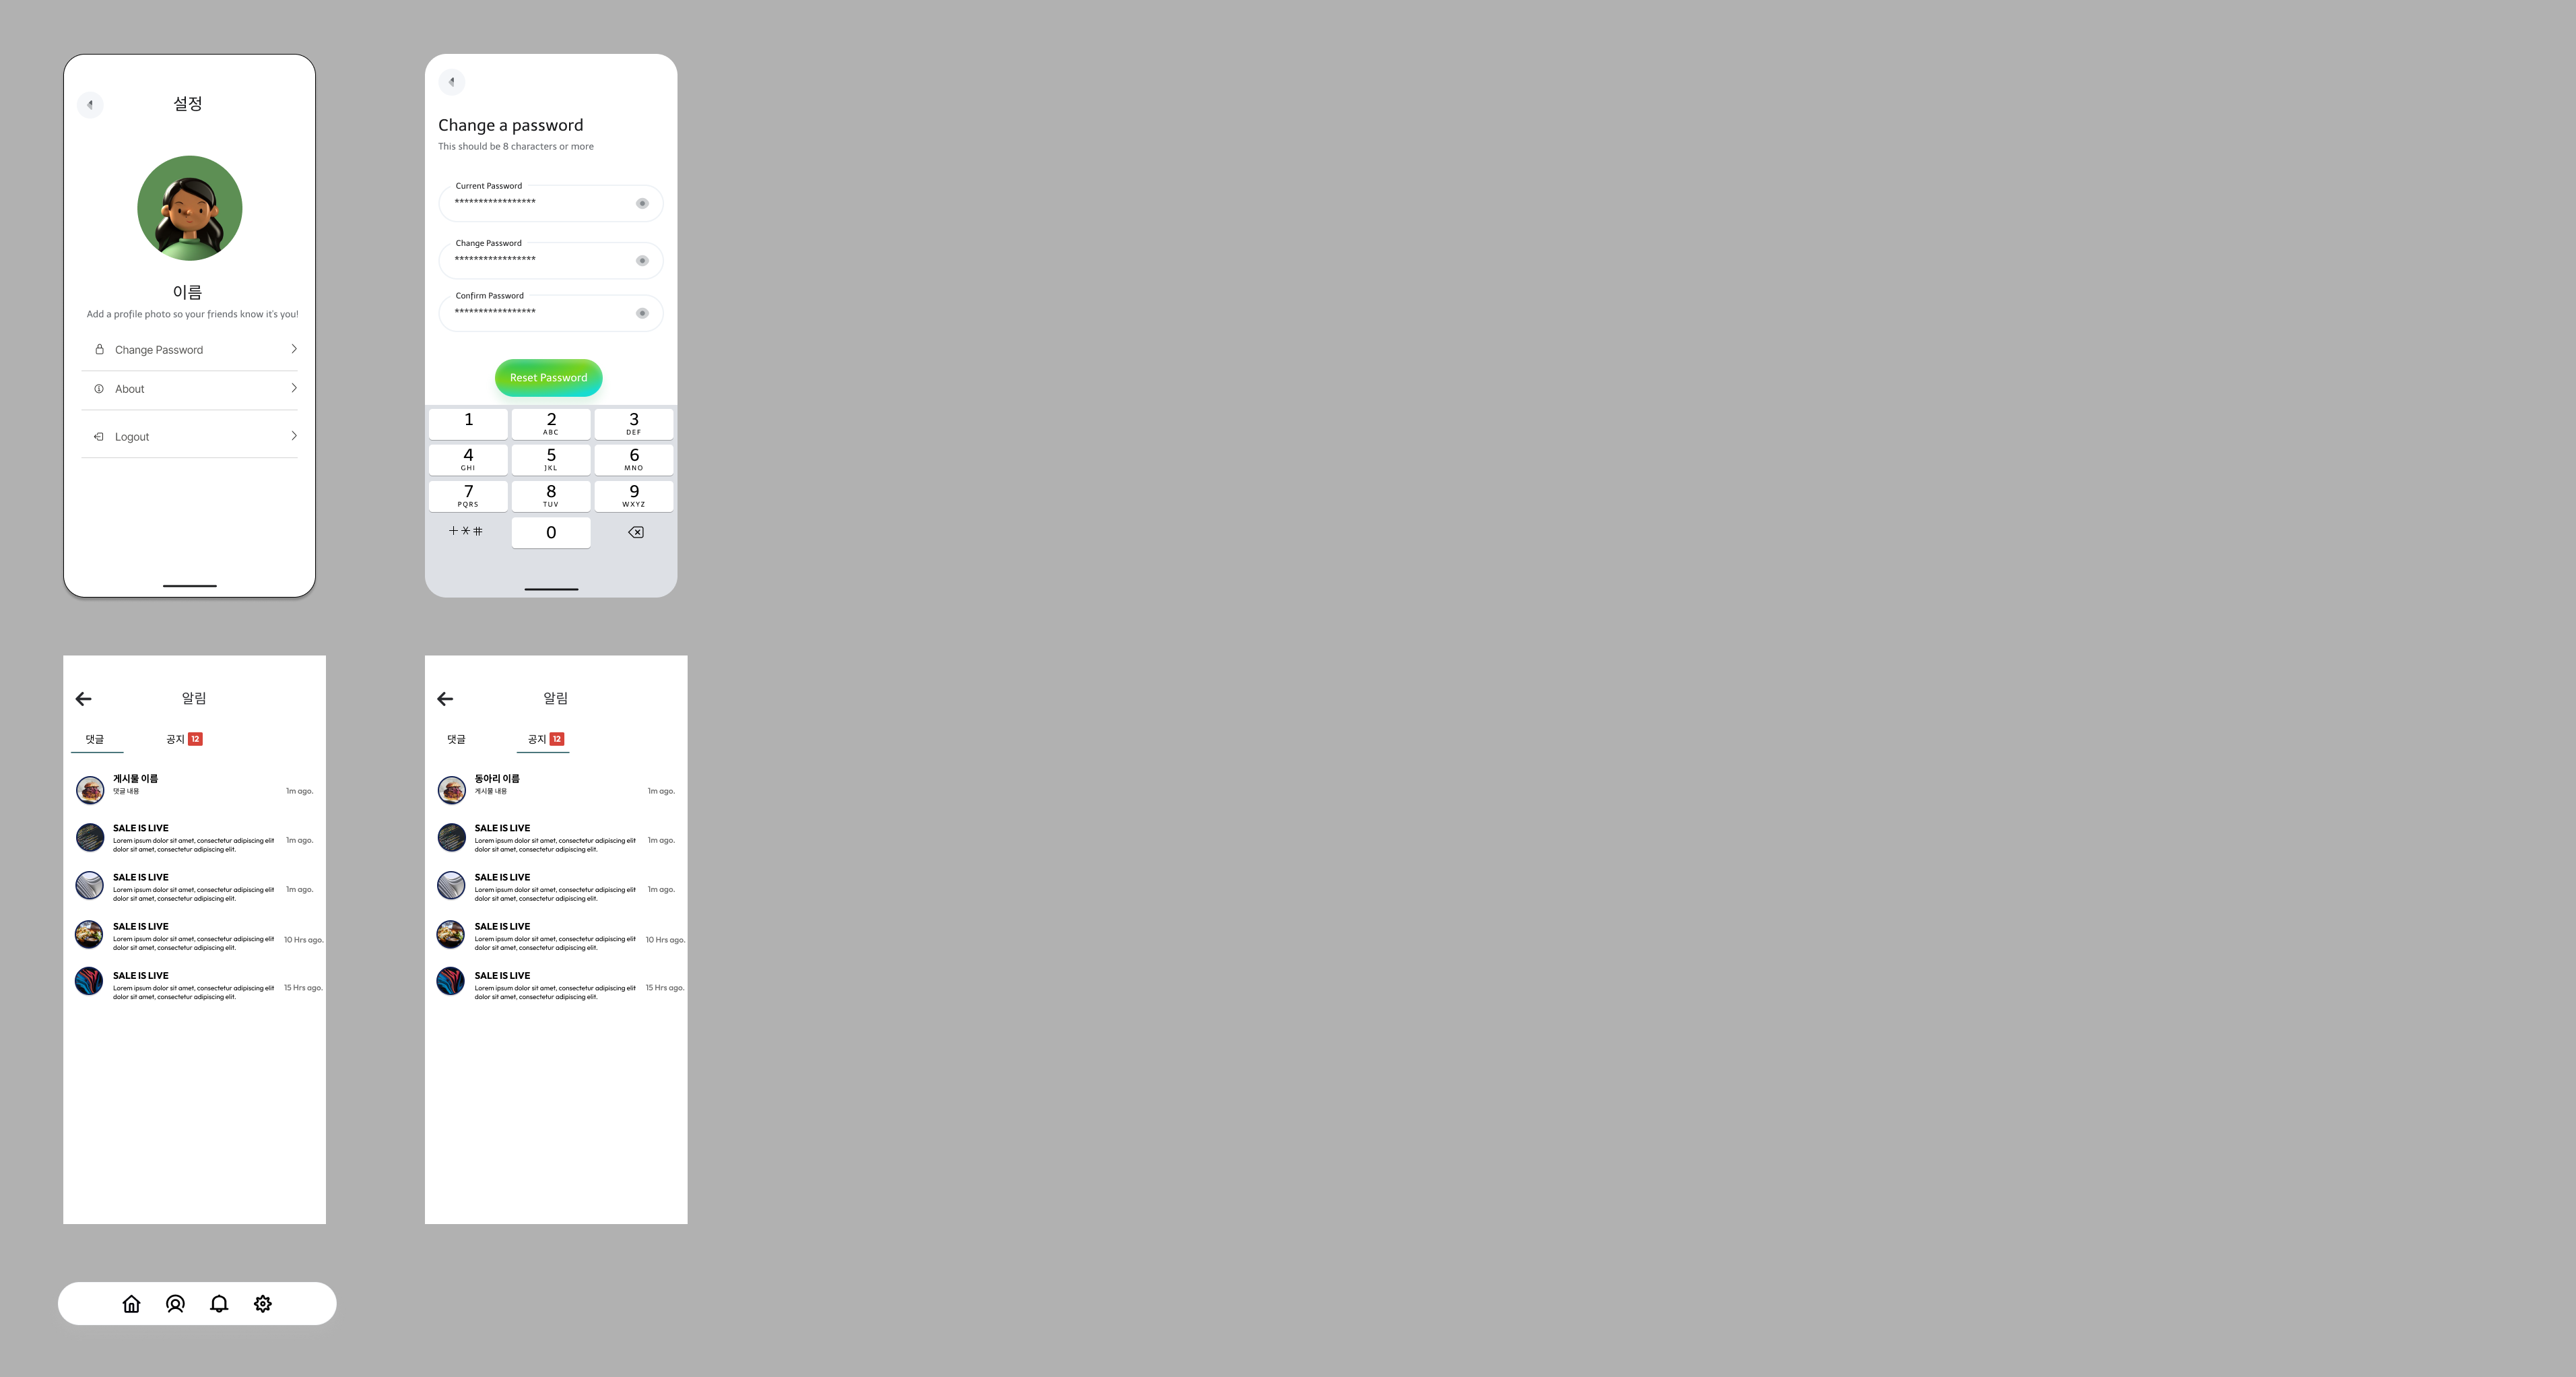 설정
이름
Add a profile photo so your friends know it's you!
Change Password
About
Logout
Change a password
This should be 8 characters or more
Current Password
*****************
Change Password
*****************
Confirm Password
*****************
Reset Password
1 2 3
ABC DEF
4 5 6
GHI JKL MNO
7 8 9
PQRS TUV WXYZ
+*# 0
알림
댓글 공지 12
게시물 이름
댓글 내용 1m ago.
SALE IS LIVE
Lorem ipsum dolor sit amet, consectetur adipiscing elit 1m ago.
dolor sit amet, consectetur adipiscing elit.
SALE IS LIVE
Lorem ipsum dolor sit amet, consectetur adipiscing elit 1m ago.
dolor sit amet, consectetur adipiscing elit.
SALE IS LIVE
Lorem ipsum dolor sit amet, consectetur adipiscing elit 10 Hrs ago.
dolor sit amet, consectetur adipiscing elit.
SALE IS LIVE
Lorem ipsum dolor sit amet, consectetur adipiscing elit 15 Hrs ago.
dolor sit amet, consectetur adipiscing elit.
알림
댓글 공지 12
동아리 이름
게시물 내용 1m ago.
SALE IS LIVE
Lorem ipsum dolor sit amet, consectetur adipiscing elit 1m ago.
dolor sit amet, consectetur adipiscing elit.
SALE IS LIVE
Lorem ipsum dolor sit amet, consectetur adipiscing elit 1m ago.
dolor sit amet, consectetur adipiscing elit.
SALE IS LIVE
Lorem ipsum dolor sit amet, consectetur adipiscing elit 10 Hrs ago.
dolor sit amet, consectetur adipiscing elit.
SALE IS LIVE
Lorem ipsum dolor sit amet, consectetur adipiscing elit 15 Hrs ago.
dolor sit amet, consectetur adipiscing elit.